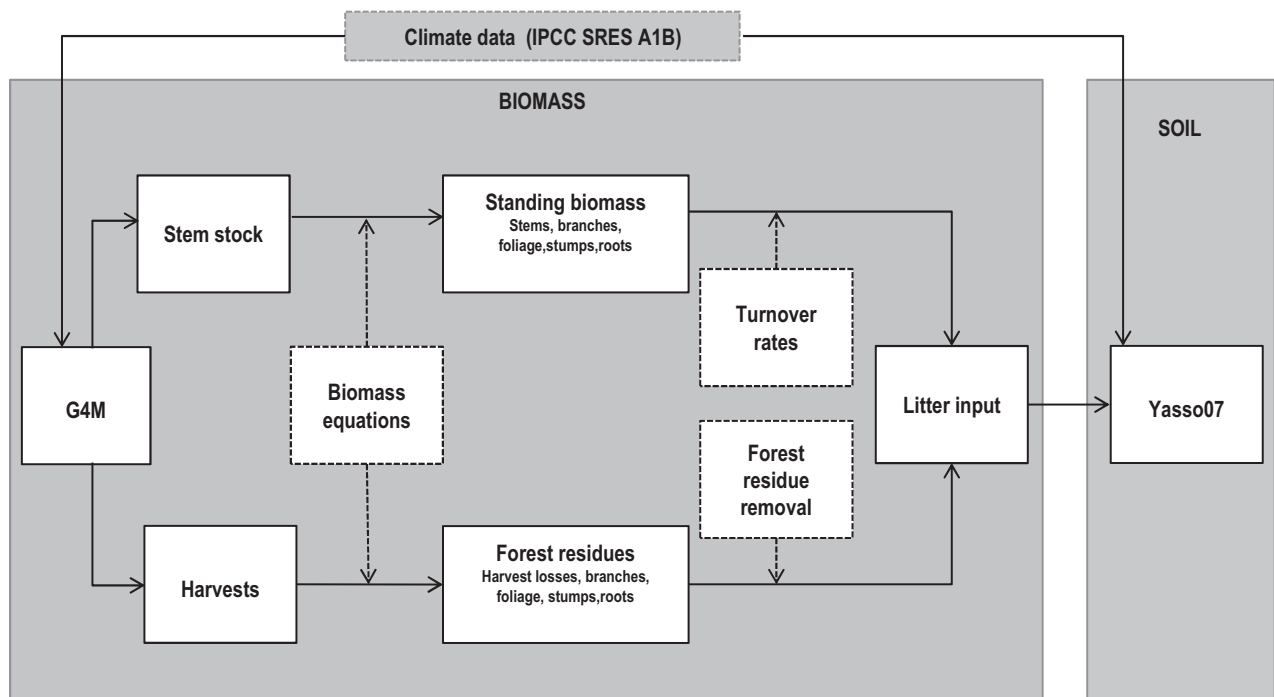 Climate data (IPCC SRES A1B)
BIOMASS
SOIL
Stem stock
Standing biomass
Stems, branches,
foliage,stumps,roots
Turnover
rates
G4M
Biomass
equations
Litter input
Yasso07
Forest
residue
removal
Harvests
Forest residues
Harvest losses, branches,
foliage, stumps,roots